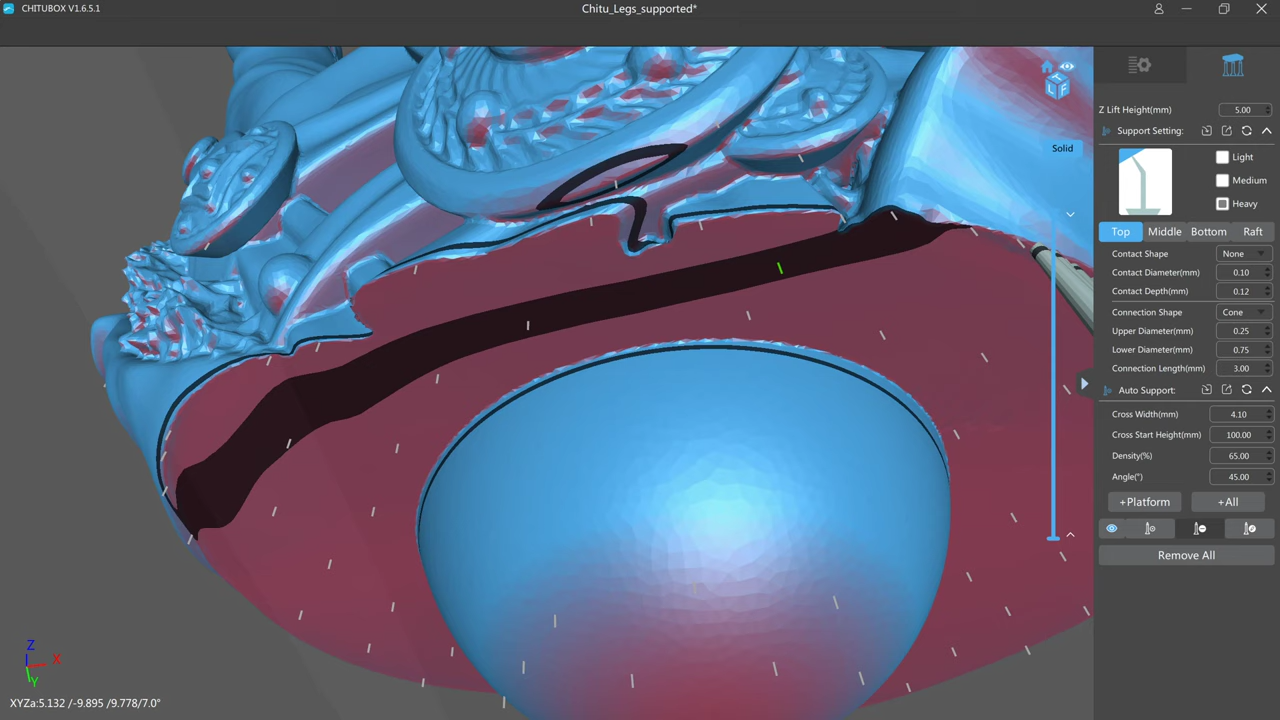 CHITUBOX V1.6.5.1
Chitu_Legs_supported*
Z Lift Height(mm) 5.00
Support Setting:
Solid
Light
Medium
Heavy
Top Middle Bottom Raft
Contact Shape None
Contact Diameter(mm) 0.10
Contact Depth(mm) 0.12
Connection Shape Cone
Upper Diameter(mm) 0.25
Lower Diameter(mm) 0.75
Connection Length(mm) 3.00
Auto Support:
Cross Width(mm) 4.10
Cross Start Height(mm) 100.00
Density(%) 65.00
Angle(°) 45.00
+Platform +All
Remove All
T
L F
Z
X
Y
XYZa:5.132 /-9.895 /9.778/7.0°